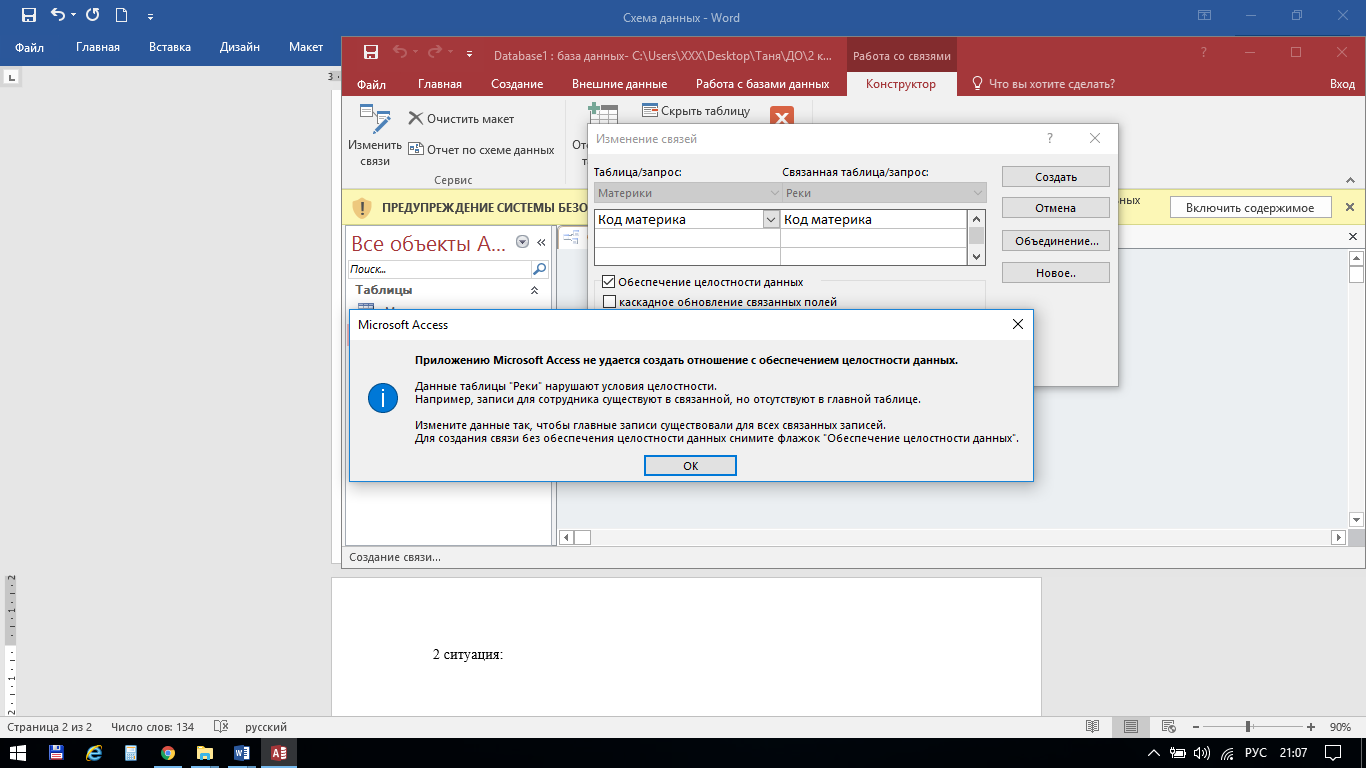 Схема данных - Word
Файл Главная Вставка Дизайн Макет
3
Database1 : база данных- C:\Users\XXX\Desktop\Таня\ДО\2 к... Работа со связями
Файл Главная Создание Внешние данные Работа с базами данных Конструктор Что вы хотите сделать? Вход
Изменить связи
Очистить макет
Отчет по схеме данных
Сервис
Скрыть таблицу
ПРЕДУПРЕЖДЕНИЕ СИСТЕМЫ БЕЗО
Включить содержимое
Все объекты A...
Поиск...
Таблицы
Изменение связей
Таблица/запрос: Связанная таблица/запрос:
Материки Реки
Код материка Код материка
Обеспечение целостности данных
каскадное обновление связанных полей
Создать
Отмена
Объединение...
Новое..
Microsoft Access
Приложению Microsoft Access не удается создать отношение с обеспечением целостности данных.
Данные таблицы "Реки" нарушают условия целостности.
Например, записи для сотрудника существуют в связанной, но отсутствуют в главной таблице.
Измените данные так, чтобы главные записи существовали для всех связанных записей.
Для создания связи без обеспечения целостности данных снимите флажок "Обеспечение целостности данных".
ОК
Создание связи...
2 ситуация:
Страница 2 из 2 Число слов: 134 русский 90%
РУС 21:07